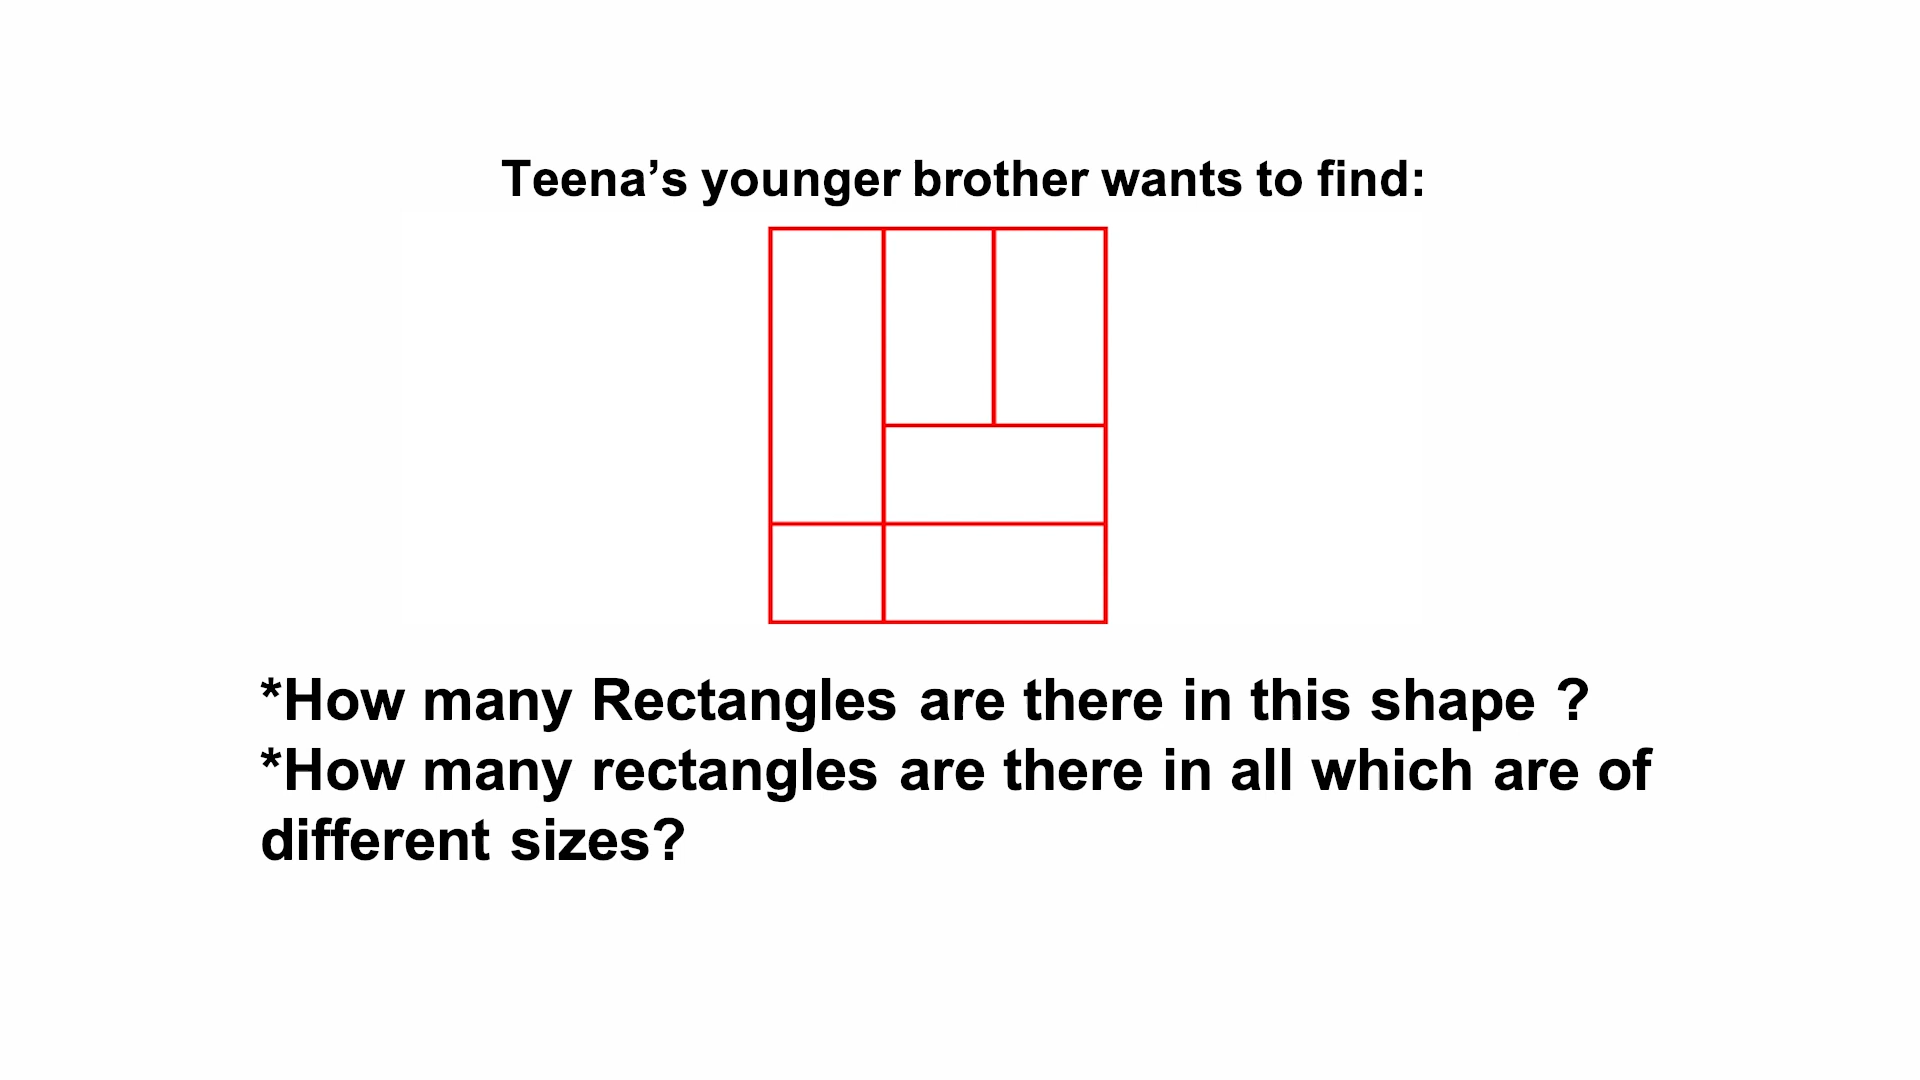 Teena’s younger brother wants to find:
*How many Rectangles are there in this shape ?
*How many rectangles are there in all which are of
different sizes?